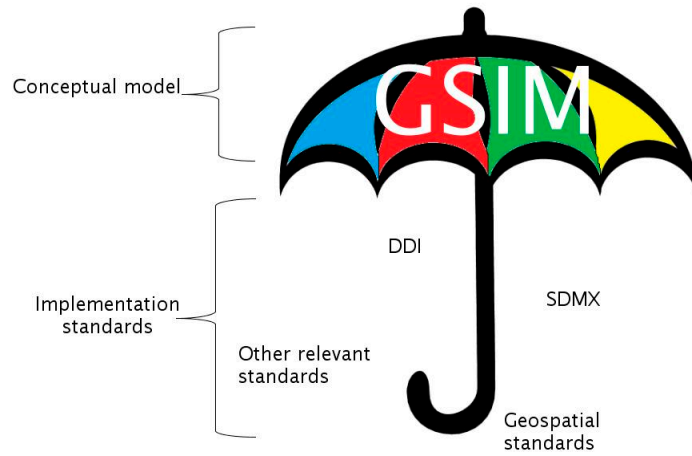 GSIM
Conceptual model
DDI
SDMX
Implementation
standards
Other relevant
standards
Geospatial
standards